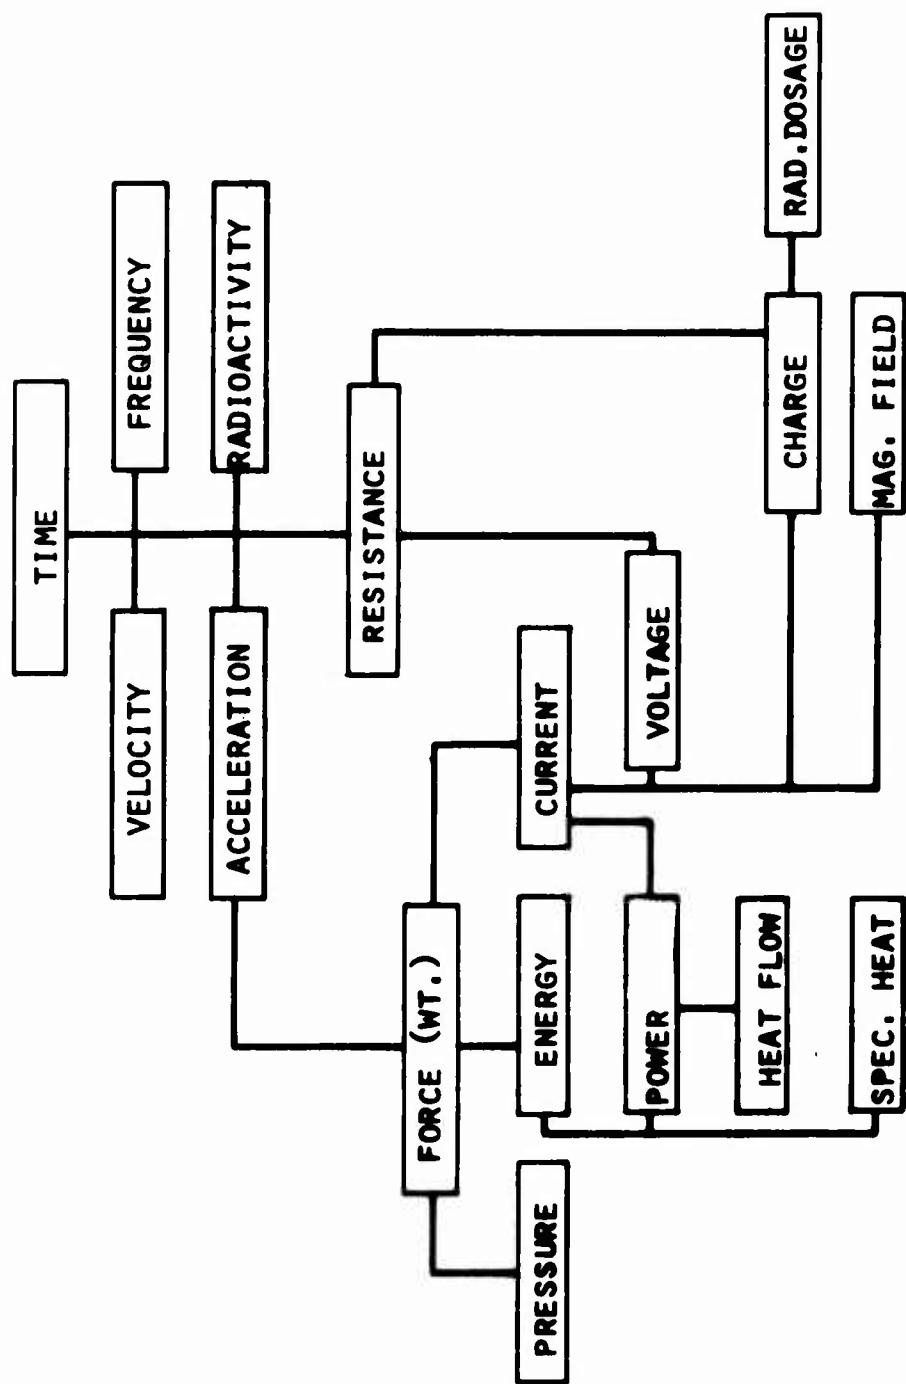 TIME
VELOCITY
FREQUENCY
ACCELERATION
RADIOACTIVITY
RESISTANCE
FORCE (WT.)
PRESSURE
ENERGY
CURRENT
POWER
VOLTAGE
HEAT FLOW
CHARGE
RAD.DOSAGE
SPEC. HEAT
MAG. FIELD